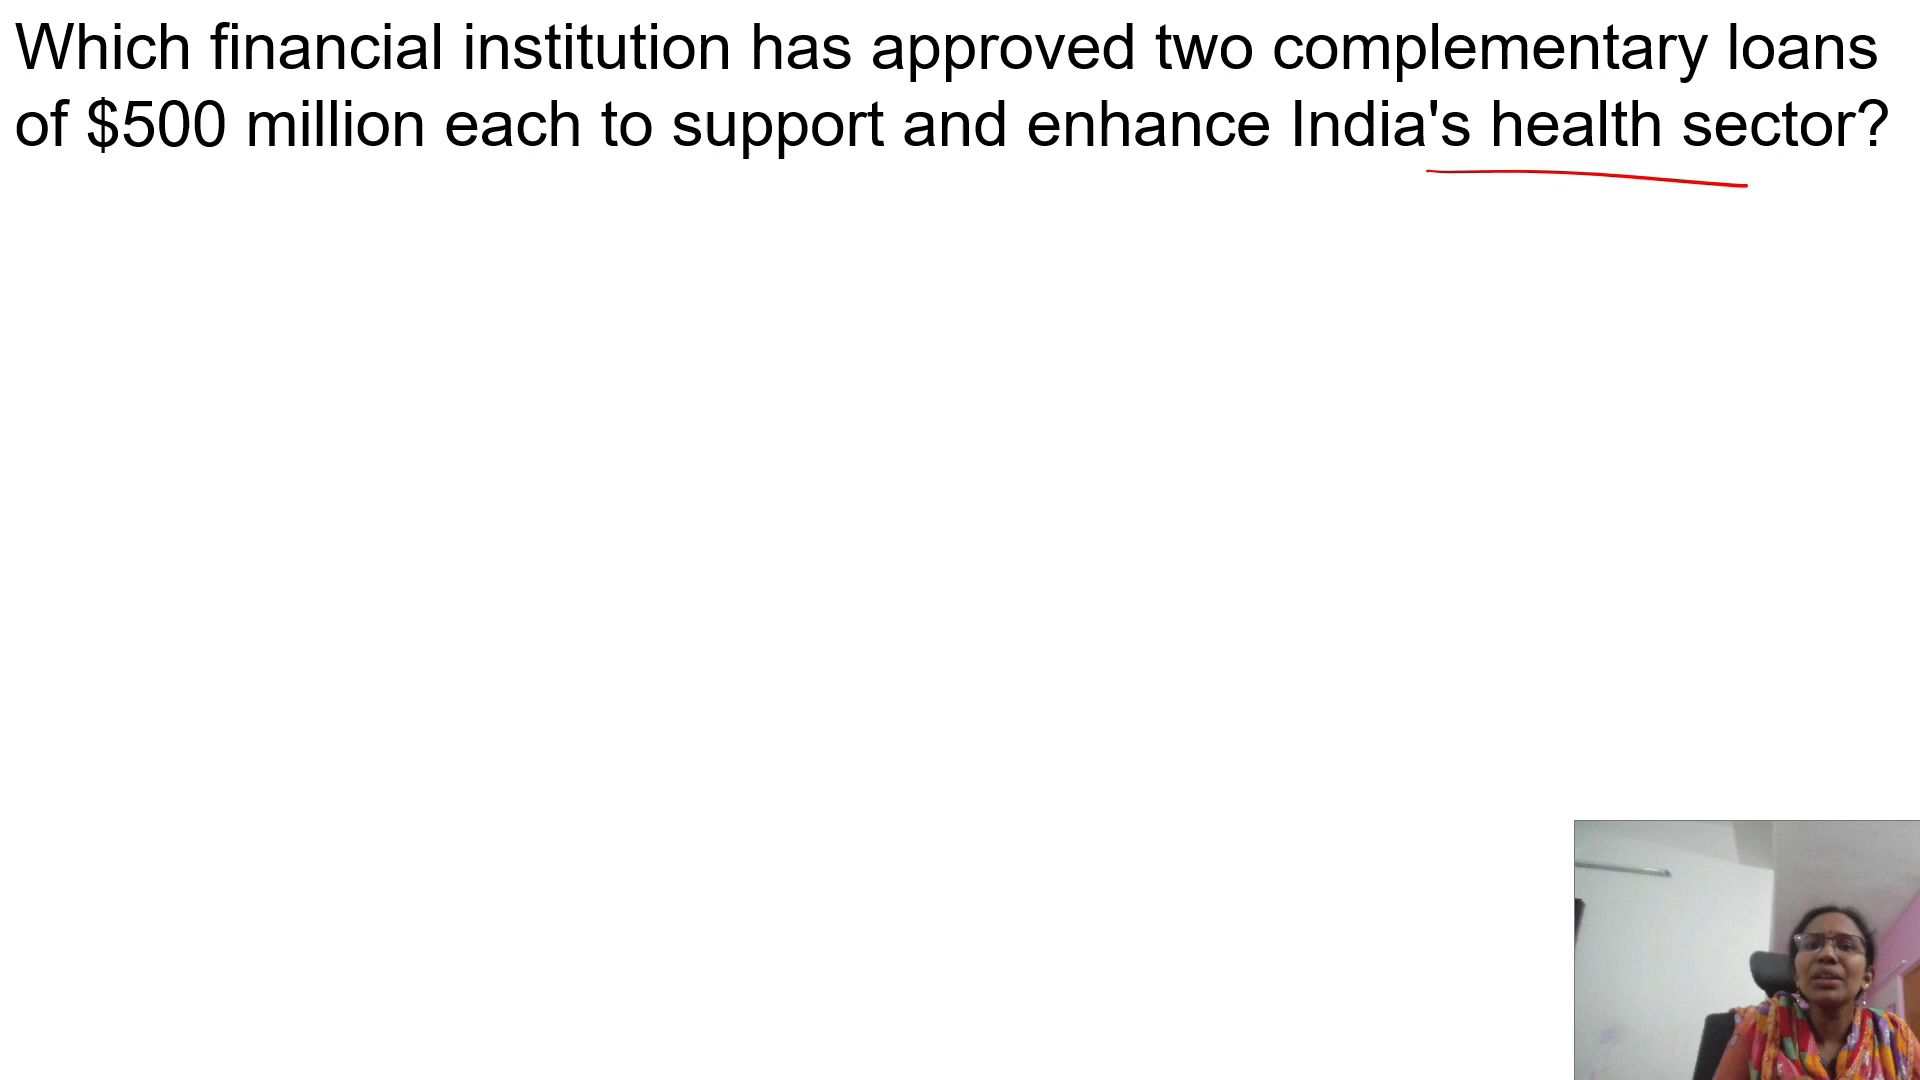 Which financial institution has approved two complementary loans
of $500 million each to support and enhance India's health sector?